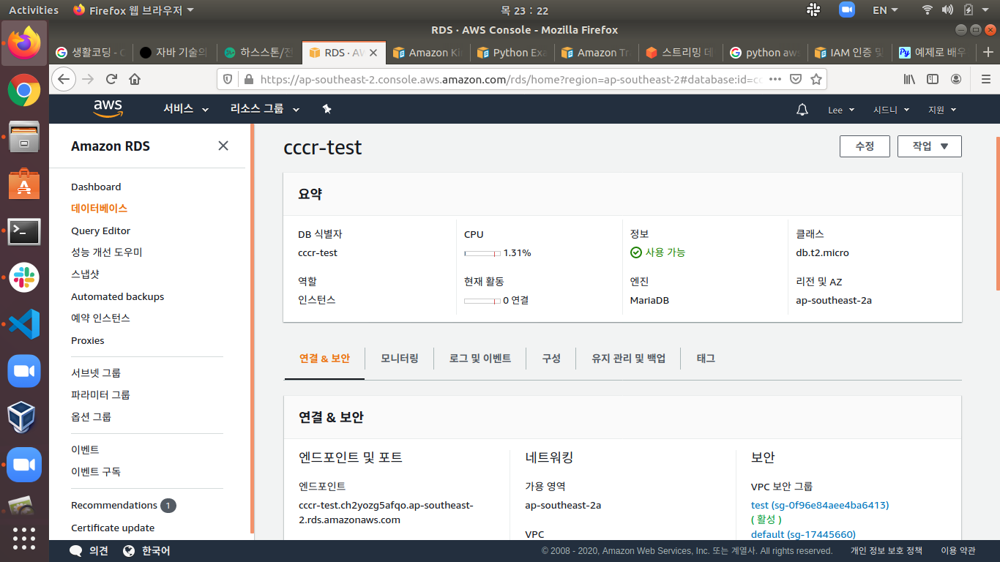 Activities
Firefox 웹 브라우저
목 23 : 22
EN
RDS · AWS Console - Mozilla Firefox
생활코딩 - 
자바 기술의
하스스톤/전
RDS · AW
Amazon Ki
Python Exa
Amazon Tr
스트리밍 데
python aws
IAM 인증 및
예제로 배우
https://ap-southeast-2.console.aws.amazon.com/rds/home?region=ap-southeast-2#database:id=cc
aws
서비스
리소스 그룹
Lee
시드니
지원
Amazon RDS
Dashboard
데이터베이스
Query Editor
성능 개선 도우미
스냅샷
Automated backups
예약 인스턴스
Proxies
서브넷 그룹
파라미터 그룹
옵션 그룹
이벤트
이벤트 구독
Recommendations 1
Certificate update
cccr-test
수정
작업
요약
DB 식별자
cccr-test
CPU
1.31%
정보
사용 가능
클래스
db.t2.micro
역할
인스턴스
현재 활동
0 연결
엔진
MariaDB
리전 및 AZ
ap-southeast-2a
연결 & 보안
모니터링
로그 및 이벤트
구성
유지 관리 및 백업
태그
연결 & 보안
엔드포인트 및 포트
엔드포인트
cccr-test.ch2yozg5afqo.ap-southeast-
2.rds.amazonaws.com
네트워킹
가용 영역
ap-southeast-2a
VPC
보안
VPC 보안 그룹
test (sg-0f96e84aee4ba6413)
( 활성 )
default (sg-17445660)
의견
한국어
© 2008 - 2020, Amazon Web Services, Inc. 또는 계열사. All rights reserved.
개인 정보 보호 정책
이용 약관